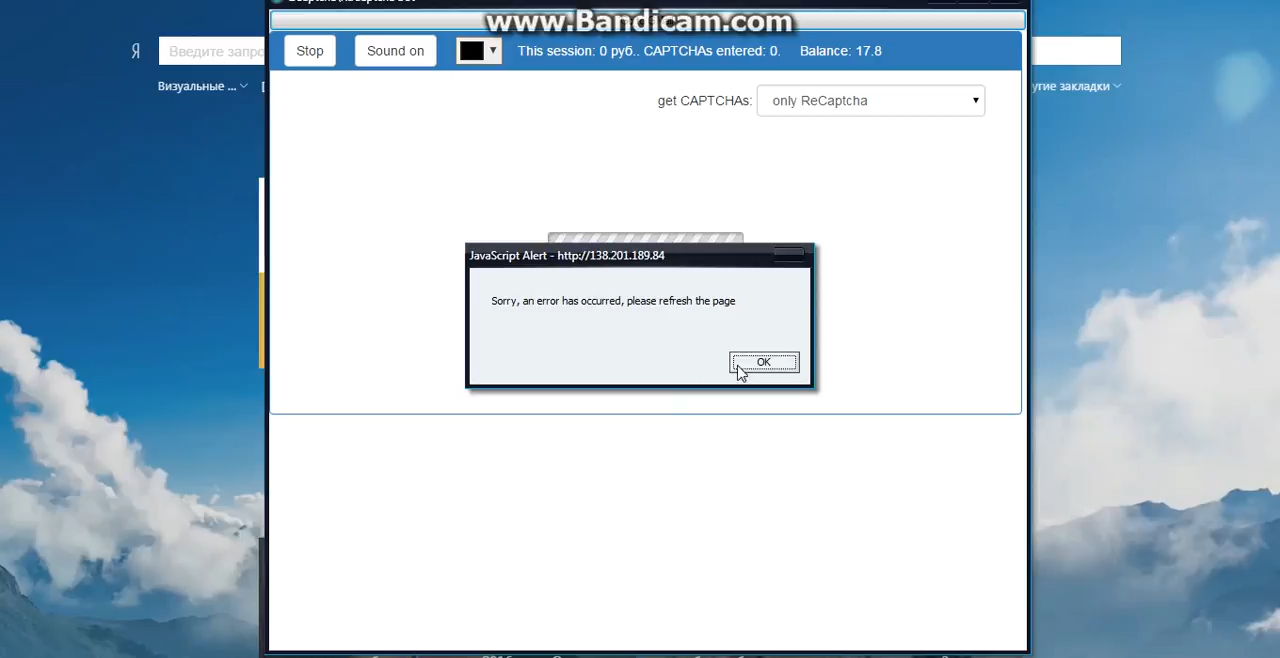 www.Bandicam.com
Я
Введите запро
Stop
Sound on
This session: 0 руб.. CAPTCHAs entered: 0.
Balance: 17.8
Визуальные ...
get CAPTCHAs:
only ReCaptcha
JavaScript Alert - http://138.201.189.84
Sorry, an error has occurred, please refresh the page
OK